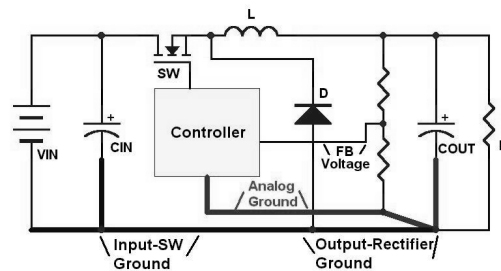 L
SW
D
+
+
Controller
VIN
CIN
FB
Voltage
COUT
Analog
Ground
Input-SW
Ground
Output-Rectifier
Ground